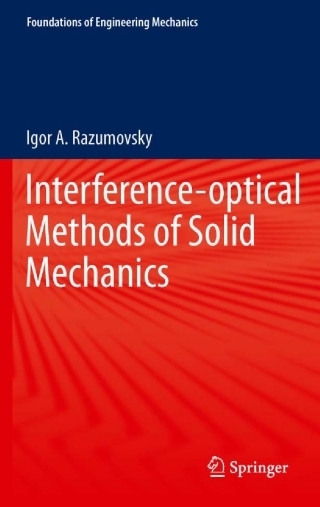 Foundations of Engineering Mechanics
Igor A. Razumovsky
Interference-optical
Methods of Solid
Mechanics
Springer